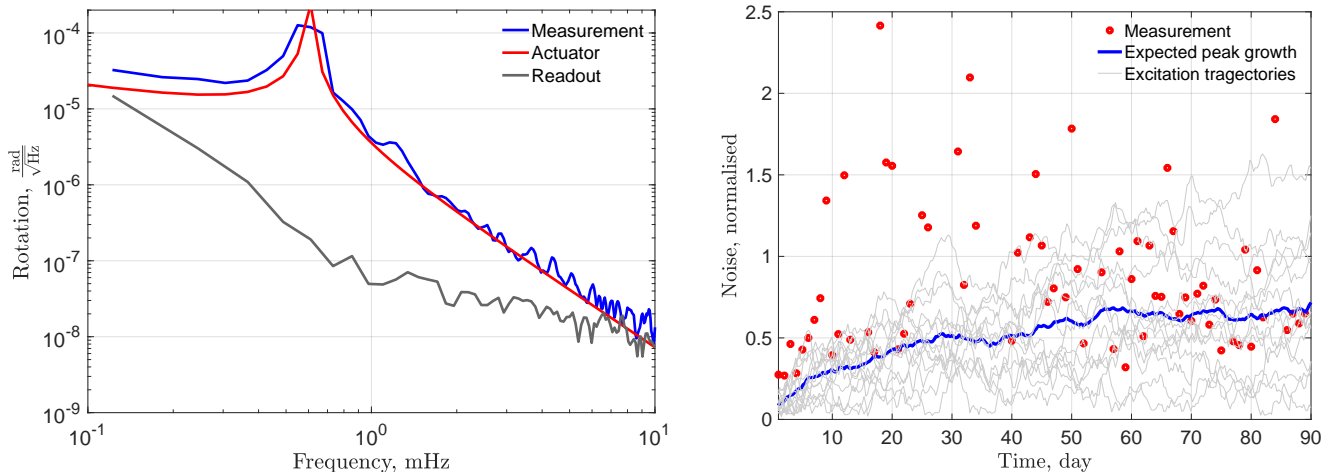 10^-4
10^-5
10^-6
10^-7
10^-8
10^-9
10^-1
10^0
10^1
Rotation, rad/√Hz
Frequency, mHz
Measurement
Actuator
Readout
2.5
2
1.5
1
0.5
0
10
20
30
40
50
60
70
80
90
Noise, normalised
Time, day
Measurement
Expected peak growth
Excitation tragectories